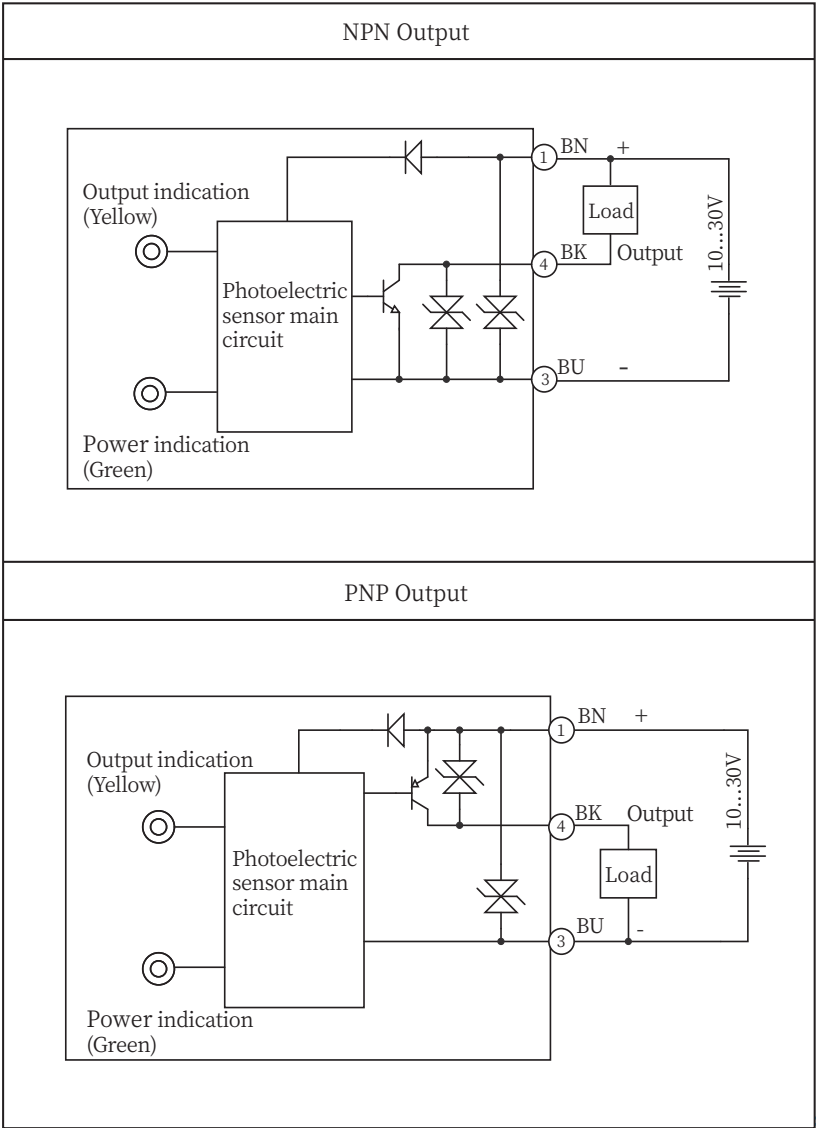 NPN Output
Output indication
(Yellow)
Photoelectric
sensor main
circuit
Power indication
(Green)
1
BN
+
Load
4
BK
Output
10...30V
3
BU
-
PNP Output
Output indication
(Yellow)
Photoelectric
sensor main
circuit
Power indication
(Green)
1
BN
+
4
BK
Output
Load
10...30V
3
BU
-